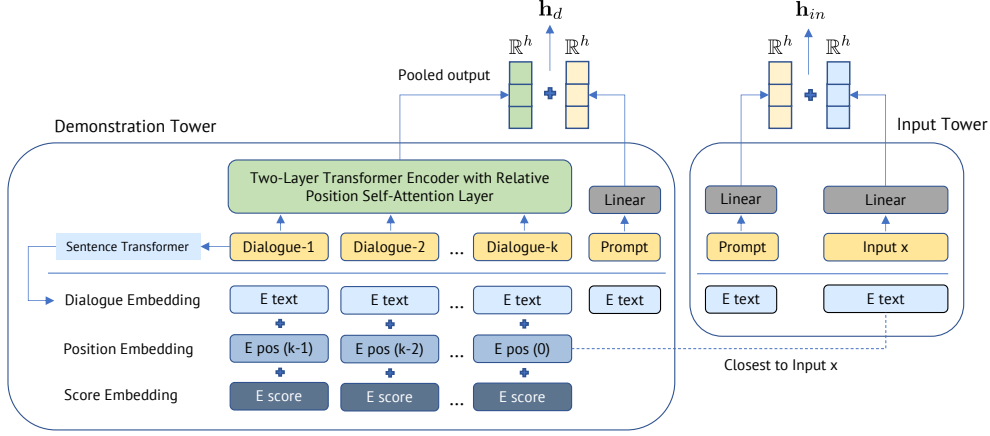 𝐡_d
𝐡_in
ℝ^h ℝ^h
ℝ^h ℝ^h
Pooled output
Demonstration Tower
Input Tower
Two-Layer Transformer Encoder with Relative
Position Self-Attention Layer
Linear
Linear
Linear
Sentence Transformer
Dialogue-1
Dialogue-2
...
Dialogue-k
Prompt
Prompt
Input x
Dialogue Embedding
E text
E text
...
E text
E text
E text
E text
Position Embedding
E pos (k-1)
E pos (k-2)
...
E pos (0)
Closest to Input x
Score Embedding
E score
E score
...
E score